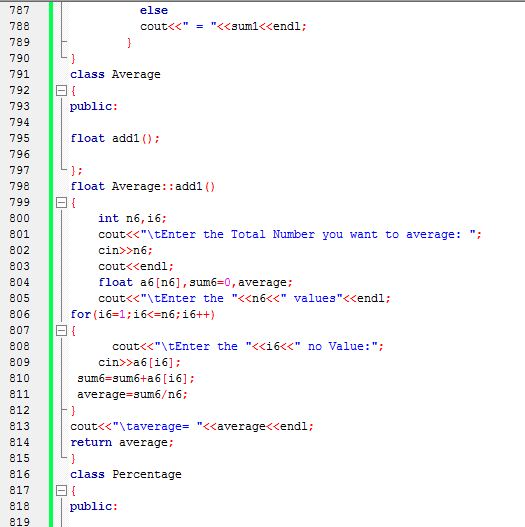 787 else
788 cout<<" = "<<sum1<<endl;
789 }
790 }
791 class Average
792 {
793 public:
794
795 float add1();
796
797 };
798 float Average::add1()
799 {
800 int n6,i6;
801 cout<<"\tEnter the Total Number you want to average: ";
802 cin>>n6;
803 cout<<endl;
804 float a6[n6],sum6=0,average;
805 cout<<"\tEnter the "<<n6<<" values"<<endl;
806 for(i6=1;i6<=n6;i6++)
807 {
808 cout<<"\tEnter the "<<i6<<" no Value:";
809 cin>>a6[i6];
810 sum6=sum6+a6[i6];
811 average=sum6/n6;
812 }
813 cout<<"\taverage= "<<average<<endl;
814 return average;
815 }
816 class Percentage
817 {
818 public:
819